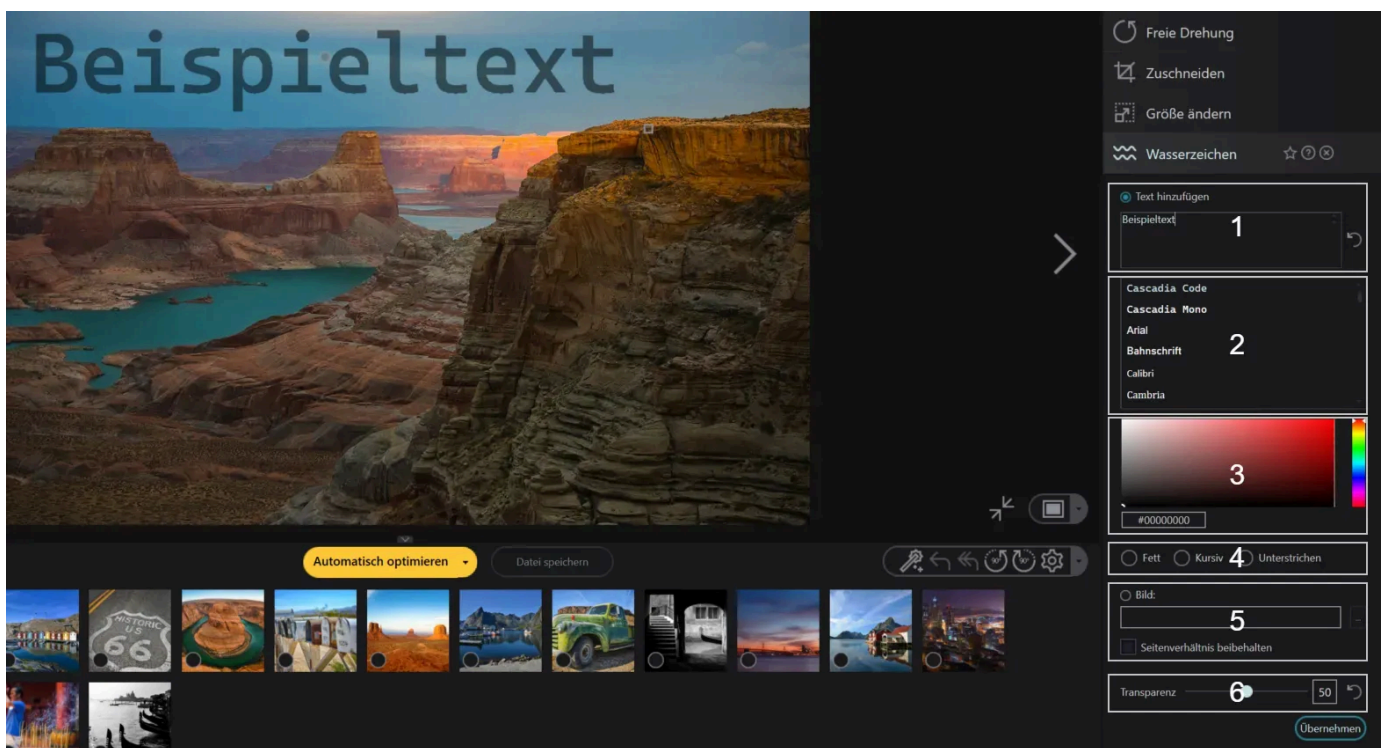 Beispieltext
Freie Drehung
Zuschneiden
Größe ändern
Wasserzeichen
Text hinzufügen
Beispieltext
1
Cascadia Code
Cascadia Mono
Arial
Bahnschrift
Calibri
Cambria
2
3
#00000000
Fett Kursiv 4 Unterstrichen
Bild:
5
Seitenverhältnis beibehalten
Transparenz 6 50
Übernehmen
Automatisch optimieren Datei speichern
90° 90°
HISTORIC
US
66